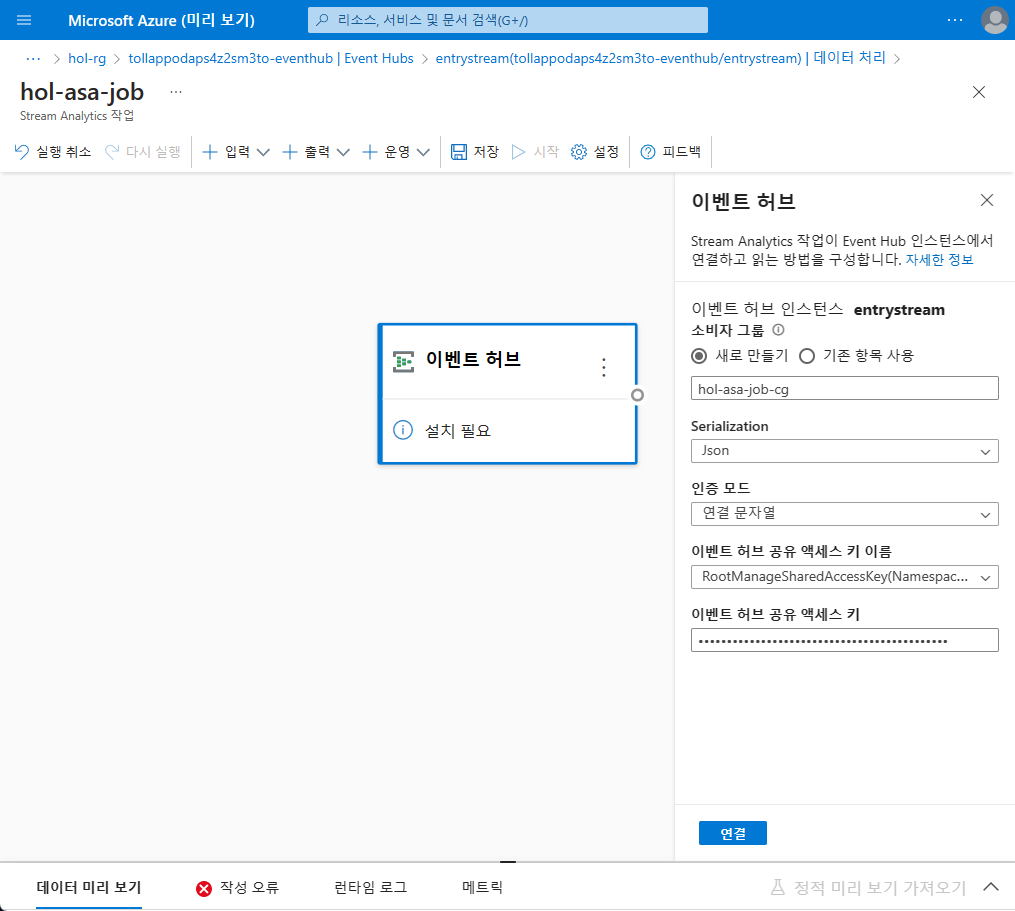 Microsoft Azure (미리 보기)
리소스, 서비스 및 문서 검색(G+/)
hol-rg
tollappodaps4z2sm3to-eventhub | Event Hubs
entrystream(tollappodaps4z2sm3to-eventhub/entrystream) | 데이터 처리
hol-asa-job
Stream Analytics 작업
실행 취소
다시 실행
입력
출력
운영
저장
시작
설정
피드백
이벤트 허브
설치 필요
이벤트 허브
Stream Analytics 작업이 Event Hub 인스턴스에서
연결하고 읽는 방법을 구성합니다. 자세한 정보
이벤트 허브 인스턴스 entrystream
소비자 그룹
새로 만들기
기존 항목 사용
hol-asa-job-cg
Serialization
Json
인증 모드
연결 문자열
이벤트 허브 공유 액세스 키 이름
RootManageSharedAccessKey(Namespac...
이벤트 허브 공유 액세스 키
연결
데이터 미리 보기
작성 오류
런타임 로그
메트릭
정적 미리 보기 가져오기